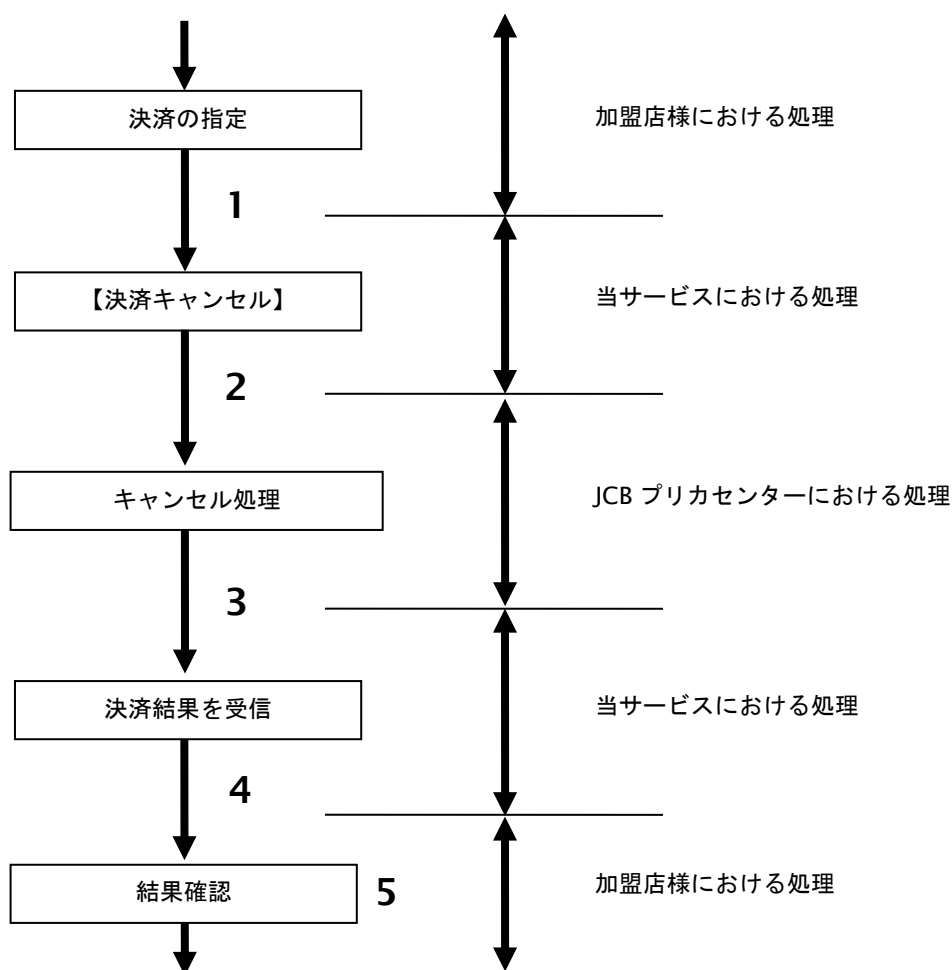 決済の指定
加盟店様における処理
1
【決済キャンセル】
当サービスにおける処理
2
キャンセル処理
JCB プリカセンターにおける処理
3
決済結果を受信
当サービスにおける処理
4
結果確認
5
加盟店様における処理